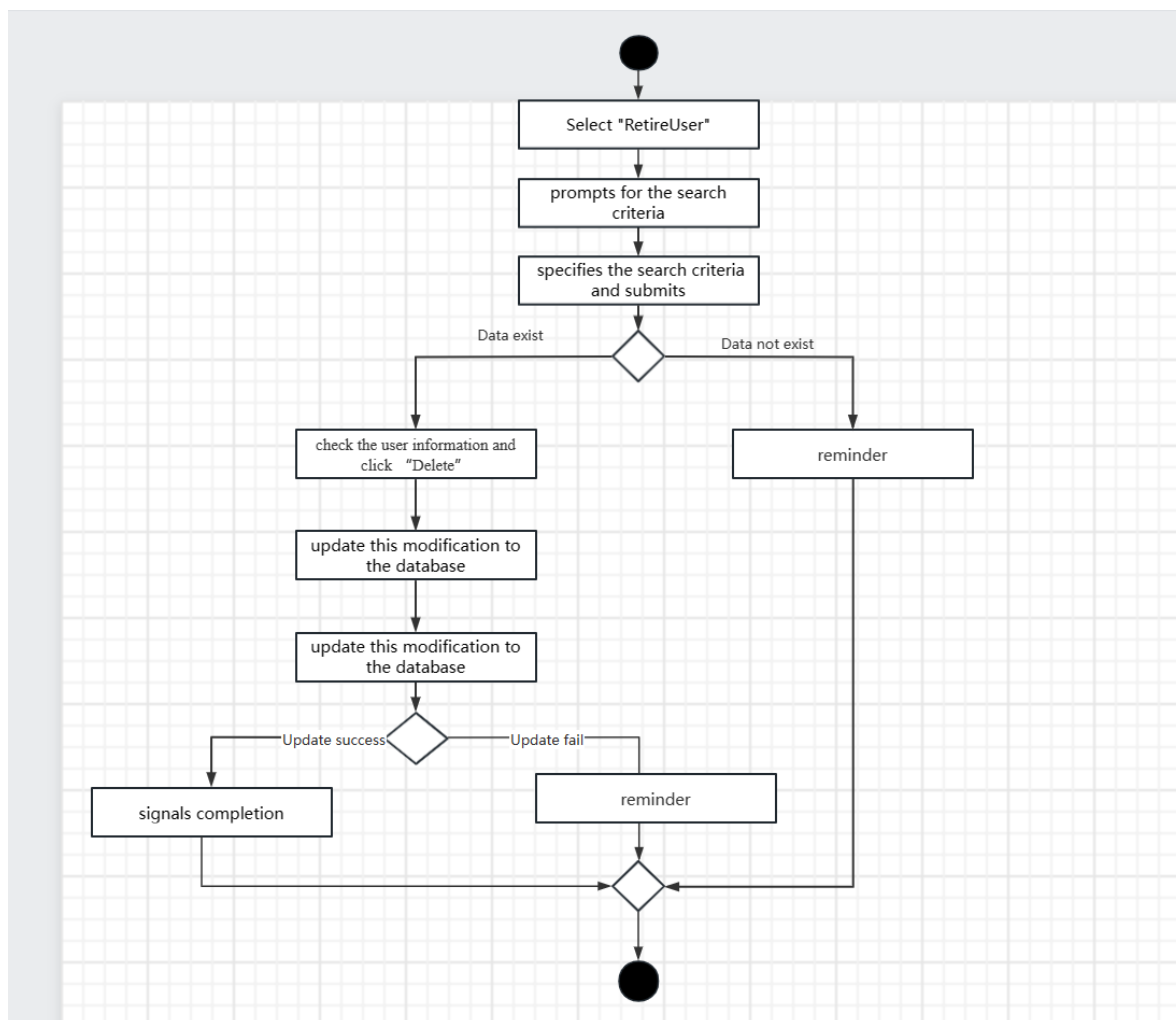 Select "RetireUser"
prompts for the search
criteria
specifies the search criteria
and submits
Data exist
Data not exist
check the user information and
click “Delete”
reminder
update this modification to
the database
update this modification to
the database
Update success
Update fail
signals completion
reminder